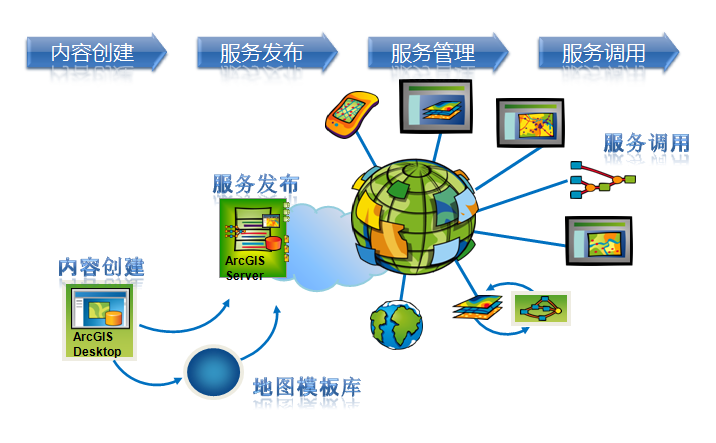 内容创建
服务发布
服务管理
服务调用
服务调用
服务发布
ArcGIS
Server
内容创建
ArcGIS
Desktop
地图模板库